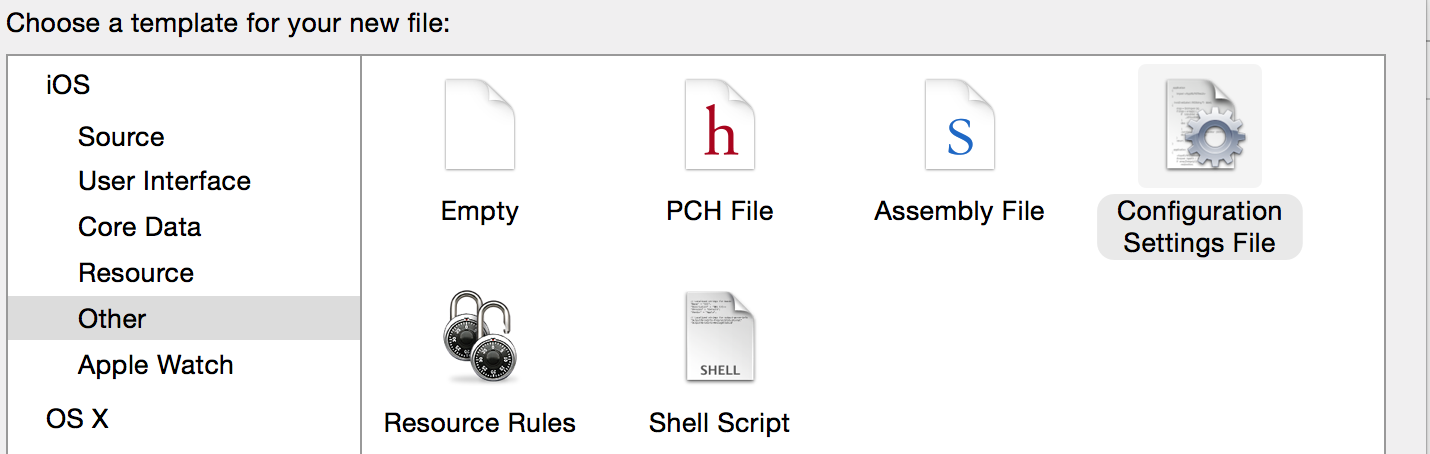 Choose a template for your new file:
iOS
Source
User Interface
Core Data
Resource
Other
Apple Watch
OS X
h
s
Empty
PCH File
Assembly File
Configuration
Settings File
SHELL
Resource Rules
Shell Script